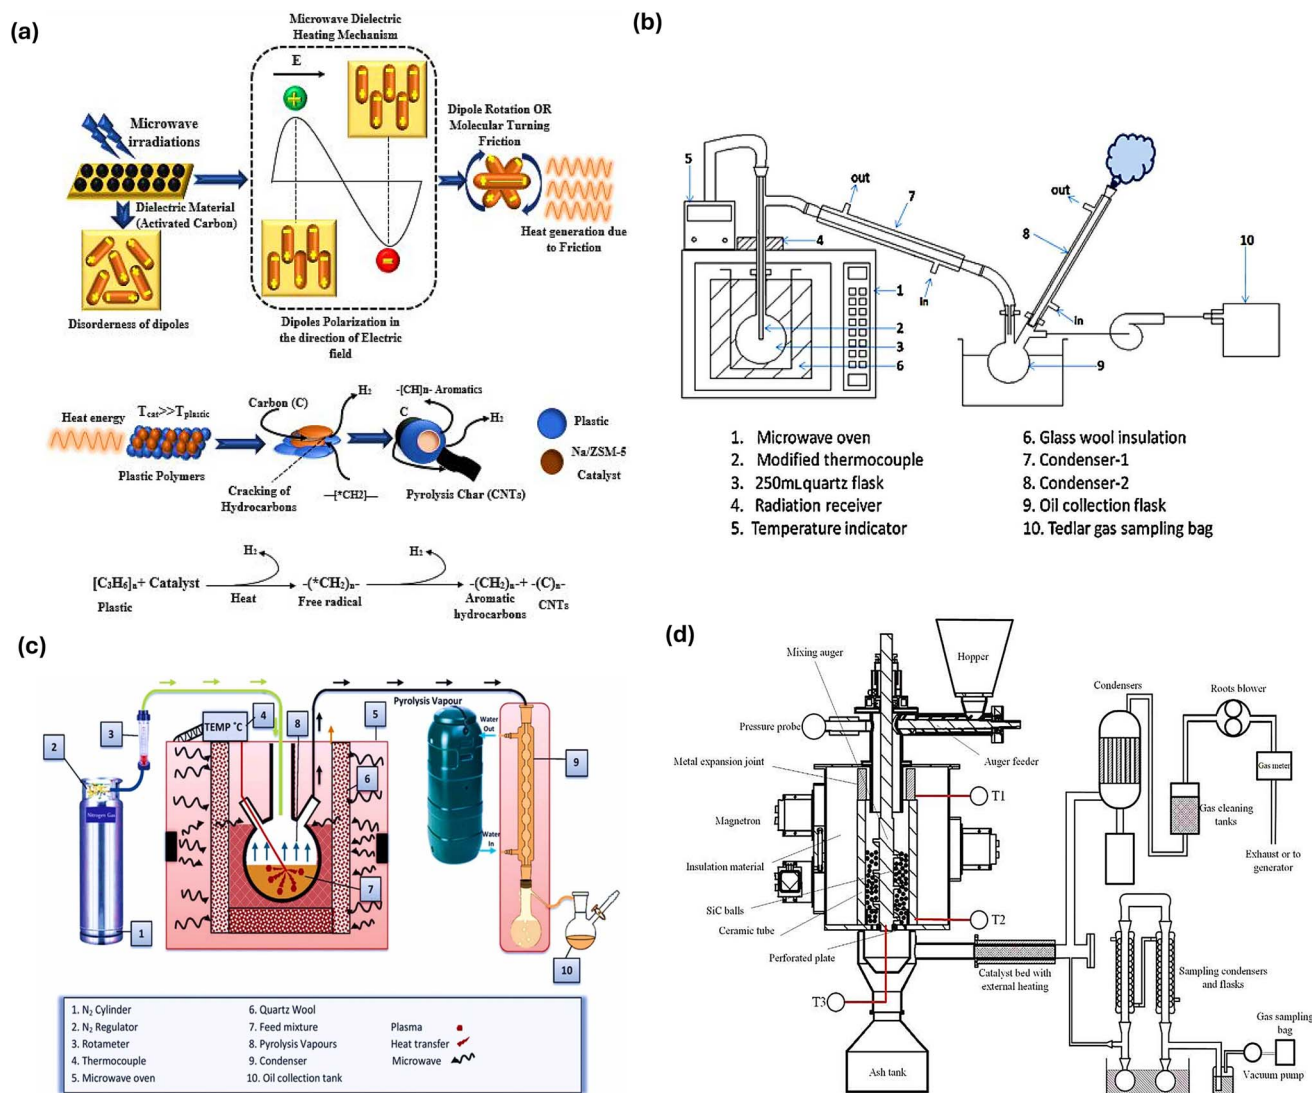 (a)
Microwave Dielectric
Heating Mechanism
E
Microwave
irradiations
Dielectric Material
(Activated Carbon)
Disorderness of dipoles
Dipoles Polarization in
the direction of Electric
field
Dipole Rotation OR
Molecular Turning
Friction
Heat generation due
to Friction
Heat energy
Tcat>>Tplastic
Plastic Polymers
Carbon (C)
H2
Cracking of
Hydrocarbons
—[*CH2]—
-[CH]n- Aromatics
C
H2
Pyrolysis Char (CNTs)
Plastic
Na/ZSM-5
Catalyst
H2
H2
[C3H6]n+ Catalyst
Plastic
Heat
-(*CH2)n-
Free radical
-(CH2)n-+ -(C)n-
Aromatic
hydrocarbons
CNTs
(b)
5
out
7
4
1
2
3
6
in
out
8
in
9
10
1. Microwave oven
2. Modified thermocouple
3. 250mL quartz flask
4. Radiation receiver
5. Temperature indicator
6. Glass wool insulation
7. Condenser-1
8. Condenser-2
9. Oil collection flask
10. Tedlar gas sampling bag
(c)
2
3
TEMP °C
4
8
5
Pyrolysis Vapour
Water
Out
Water
In
9
6
7
Nitrogen Gas
1
10
1. N2 Cylinder
2. N2 Regulator
3. Rotameter
4. Thermocouple
5. Microwave oven
6. Quartz Wool
7. Feed mixture
8. Pyrolysis Vapours
9. Condenser
10. Oil collection tank
Plasma
Heat transfer
Microwave
(d)
Mixing auger
Hopper
Pressure probe
Auger feeder
Metal expansion joint
T1
Magnetron
Insulation material
SiC balls
T2
Ceramic tube
Perforated plate
T3
Ash tank
Catalyst bed with
external heating
Condensers
Roots blower
Gas meter
Gas cleaning
tanks
Exhaust or to
generator
Sampling condensers
and flasks
Gas sampling
bag
Vacuum pump